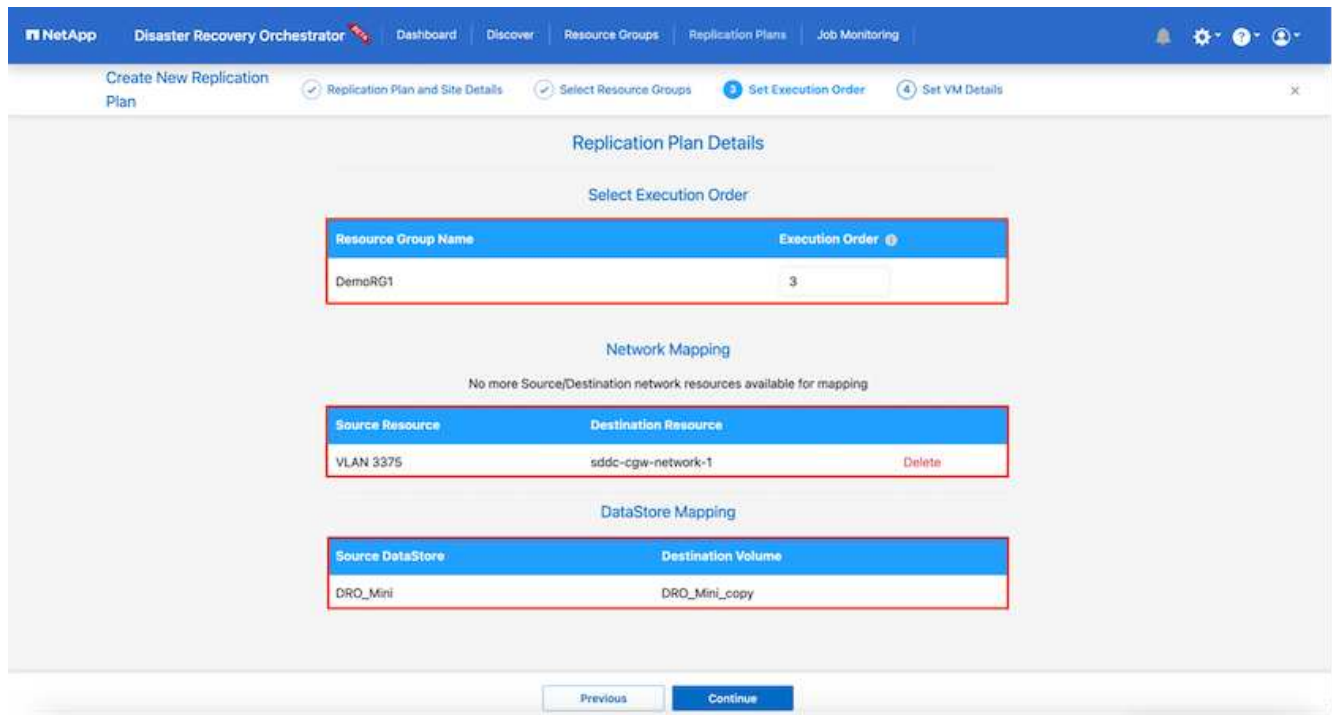 NetApp Disaster Recovery Orchestrator Dashboard Discover Resource Groups Replication Plans Job Monitoring
Create New Replication
Plan
Replication Plan and Site Details Select Resource Groups 3 Set Execution Order 4 Set VM Details
Replication Plan Details
Select Execution Order
Resource Group Name Execution Order
DemoRG1 3
Network Mapping
No more Source/Destination network resources available for mapping
Source Resource Destination Resource
VLAN 3375 sddc-cgw-network-1 Delete
DataStore Mapping
Source DataStore Destination Volume
DRO_Mini DRO_Mini_copy
Previous Continue